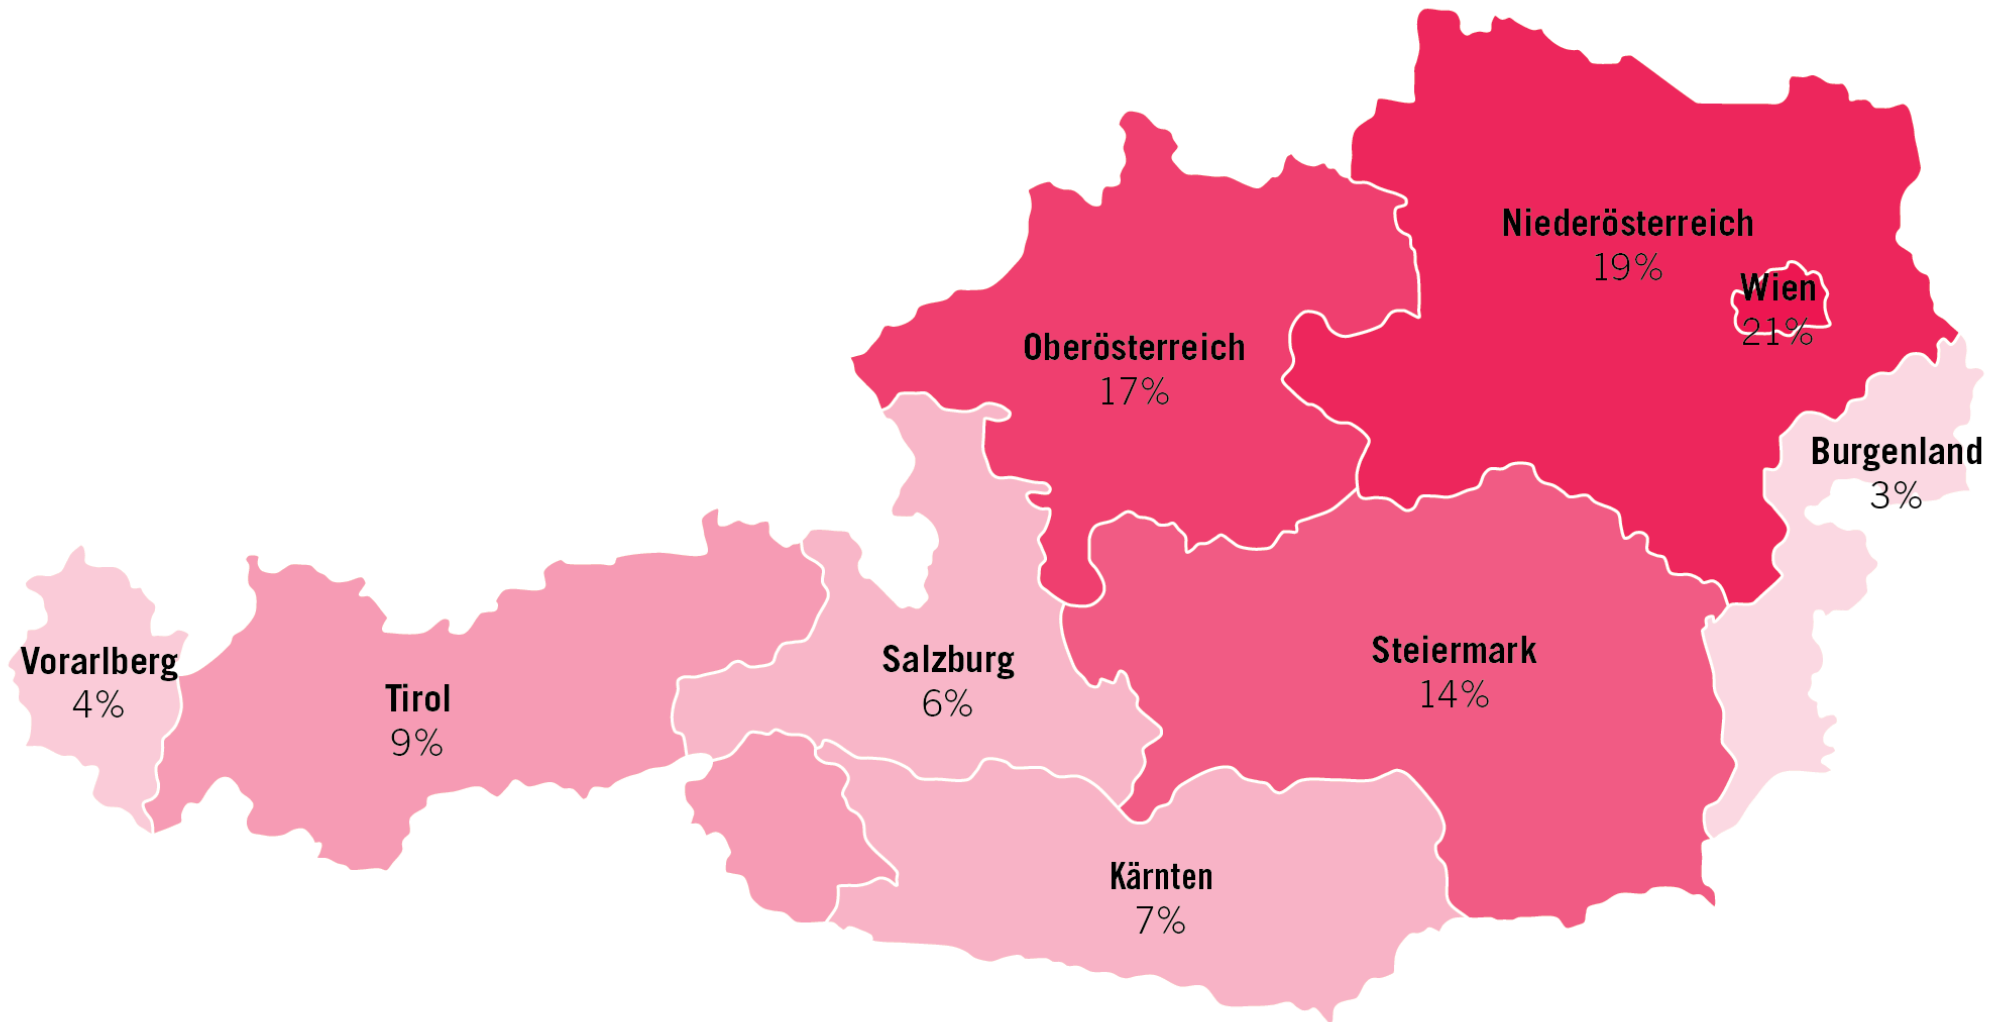 Niederösterreich
19%
Wien
21%
Oberösterreich
17%
Burgenland
3%
Steiermark
14%
Salzburg
6%
Vorarlberg
4%
Tirol
9%
Kärnten
7%